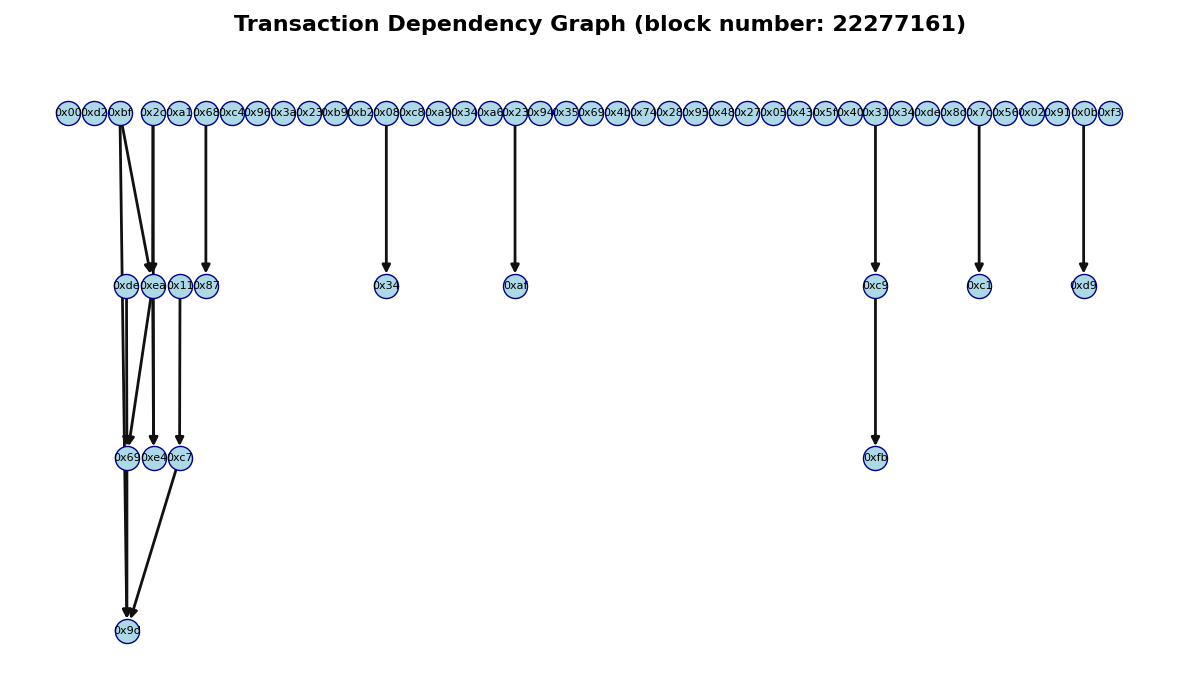 Transaction Dependency Graph (block number: 22277161)
0x00 0xd2 0xbf 0x2c 0xa1 0x68 0xc4 0x96 0x3a 0x23 0xb9 0xb2 0x08 0xc8 0xa9 0x34 0xa6 0x23 0x94 0x35 0x69 0x4b 0x74 0x28 0x95 0x48 0x27 0x05 0x43 0x5f 0x40 0x31 0x34 0xde 0x8d 0x7c 0x56 0x02 0x91 0x0b 0xf3
0xde 0xea 0x11 0x87 0x34 0xaf 0xc9 0xc1 0xd9
0x69 0xe4 0xc7 0xfb